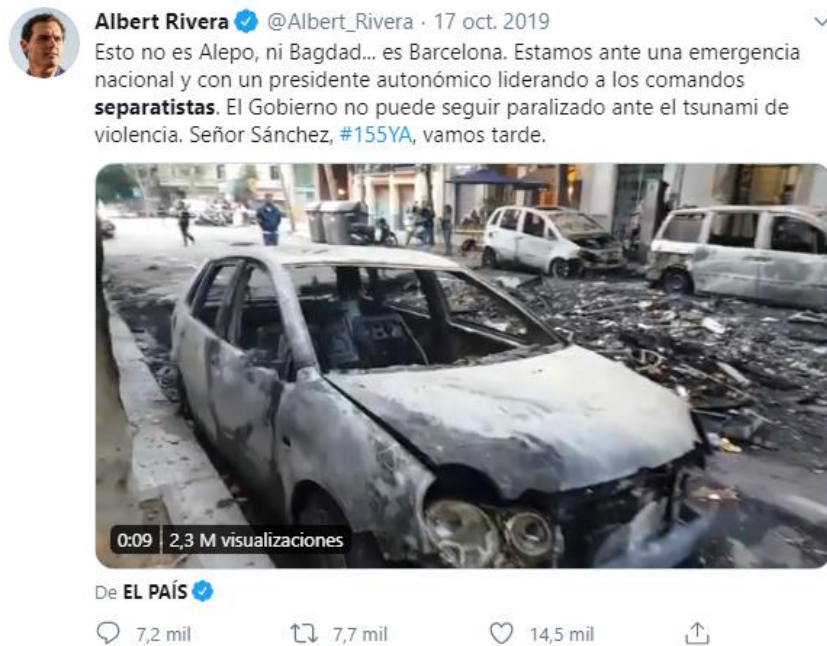 Albert Rivera @Albert_Rivera · 17 oct. 2019
Esto no es Alepo, ni Bagdad... es Barcelona. Estamos ante una emergencia
nacional y con un presidente autonómico liderando a los comandos
separatistas. El Gobierno no puede seguir paralizado ante el tsunami de
violencia. Señor Sánchez, #155YA, vamos tarde.
0:09 2,3 M visualizaciones
De EL PAÍS
7,2 mil 7,7 mil 14,5 mil